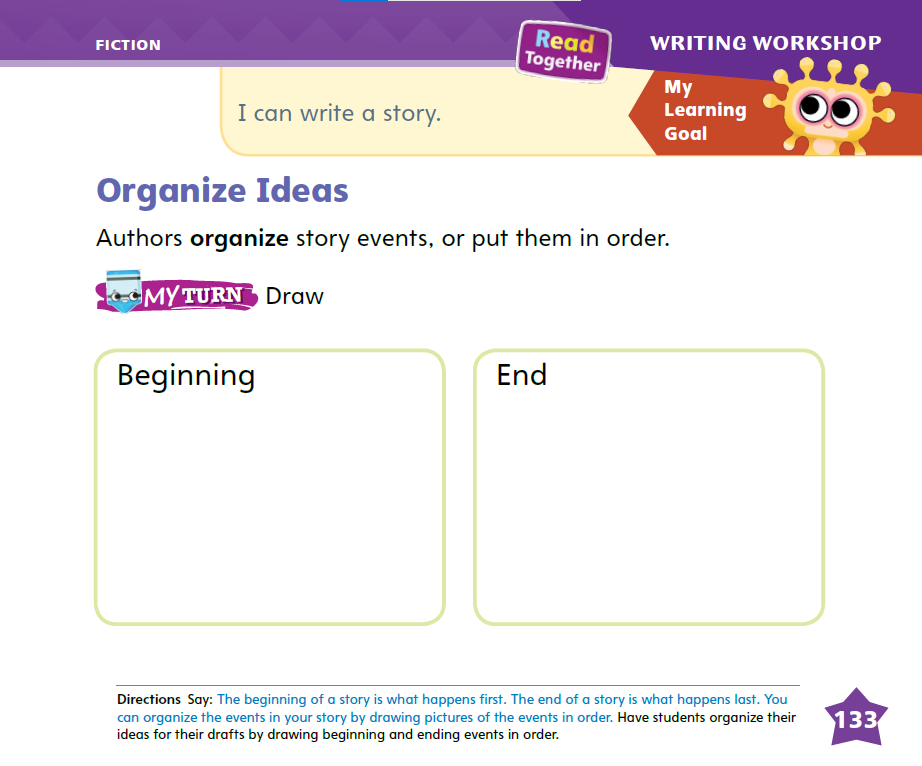 FICTION
Read
Together
WRITING WORKSHOP
I can write a story.
My
Learning
Goal
Organize Ideas
Authors organize story events, or put them in order.
MY TURN Draw
Beginning
End
Directions Say: The beginning of a story is what happens first. The end of a story is what happens last. You
can organize the events in your story by drawing pictures of the events in order. Have students organize their
ideas for their drafts by drawing beginning and ending events in order.
133